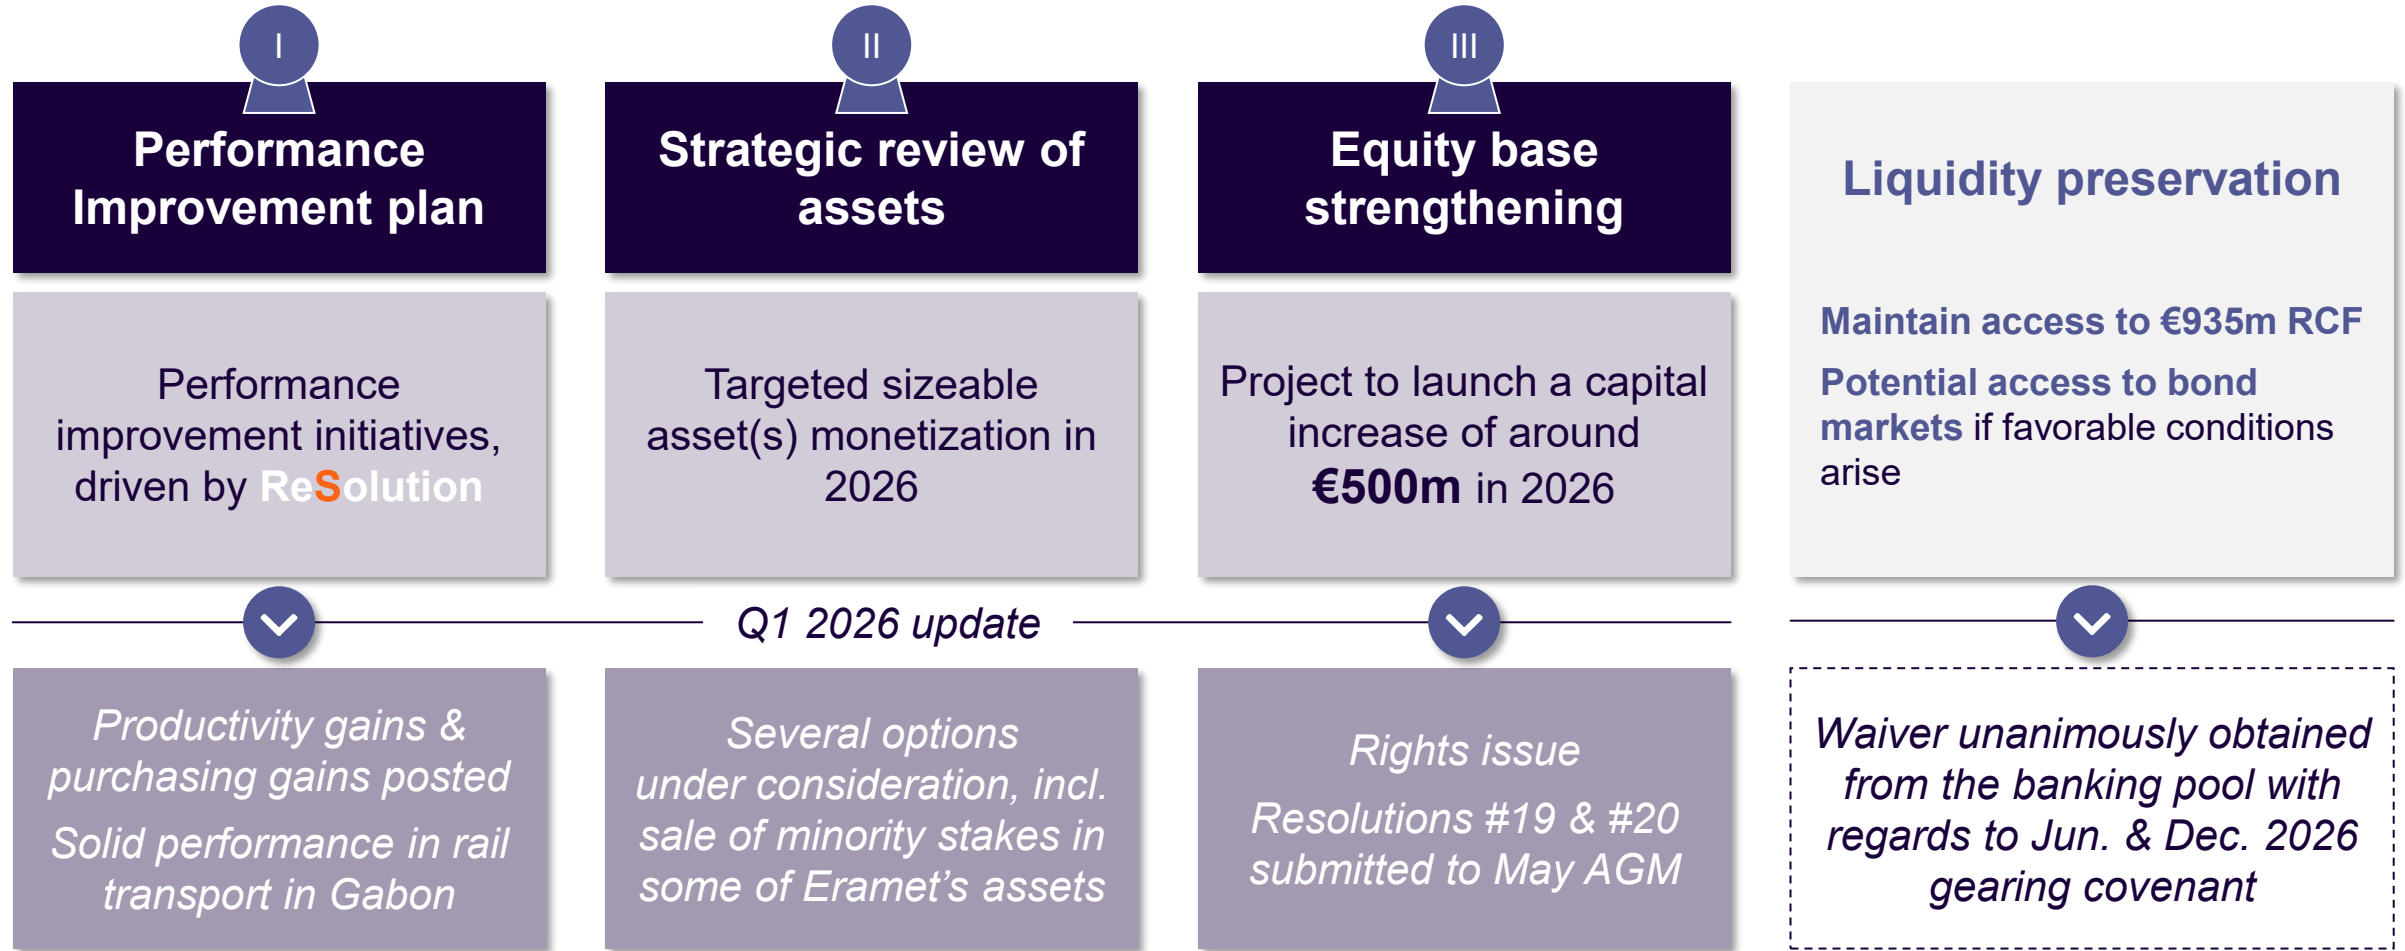 I
Performance
Improvement plan
Performance
improvement initiatives,
driven by ReSolution
II
Strategic review of
assets
Targeted sizeable
asset(s) monetization in
2026
III
Equity base
strengthening
Project to launch a capital
increase of around
€500m in 2026
Liquidity preservation
Maintain access to €935m RCF
Potential access to bond
markets if favorable conditions
arise
Q1 2026 update
Productivity gains &
purchasing gains posted
Solid performance in rail
transport in Gabon
Several options
under consideration, incl.
sale of minority stakes in
some of Eramet's assets
Rights issue
Resolutions #19 & #20
submitted to May AGM
Waiver unanimously obtained
from the banking pool with
regards to Jun. & Dec. 2026
gearing covenant